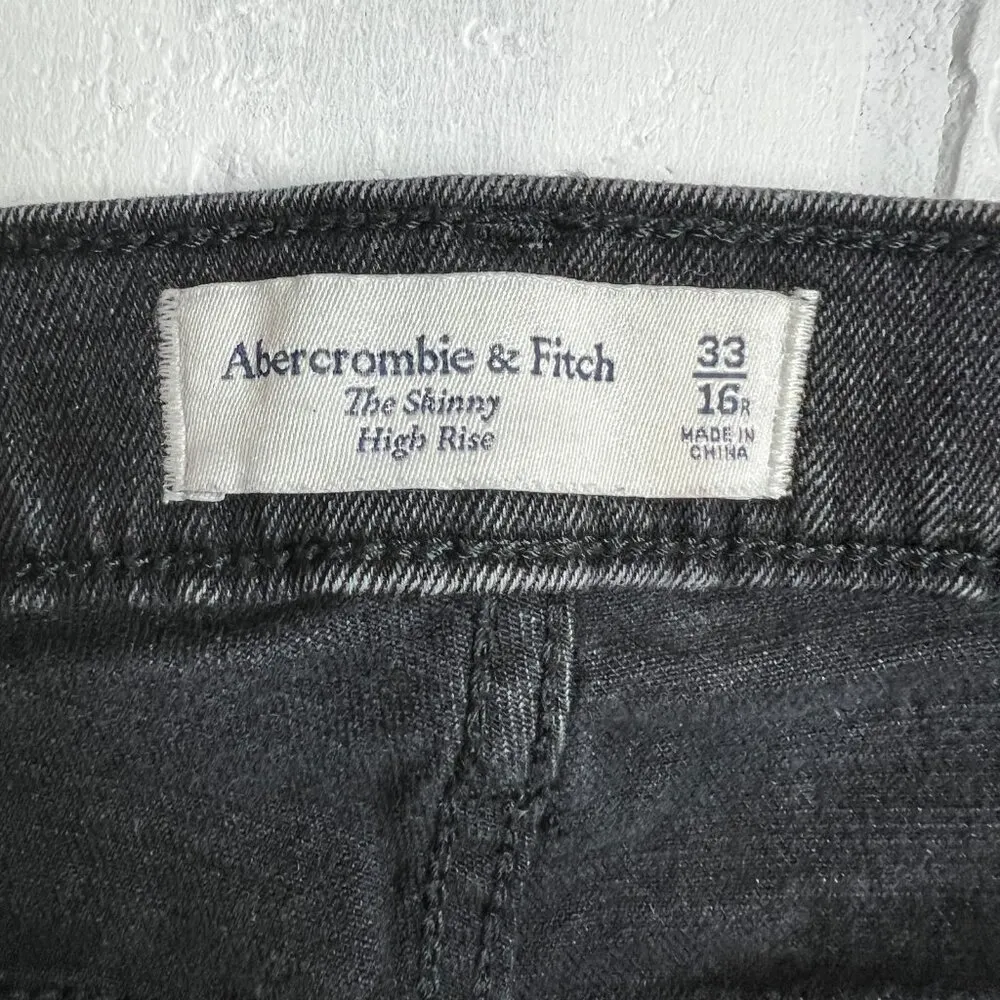 Abercrombie & Fitch
The Skinny
High Rise
33
16R
MADE IN
CHINA